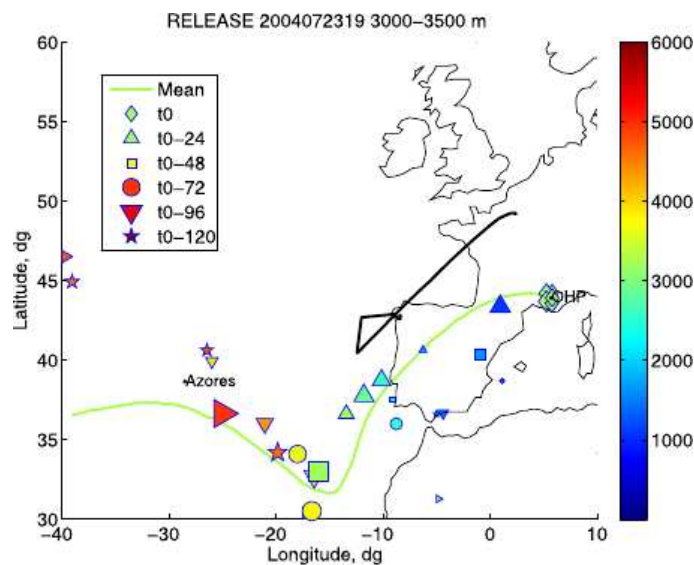 RELEASE 2004072319 3000−3500 m
60
55
50
45
40
35
30
Latitude, dg
Mean
t0
t0−24
t0−48
t0−72
t0−96
t0−120
OHP
Azores
−40
−30
−20
−10
0
10
Longitude, dg
6000
5000
4000
3000
2000
1000